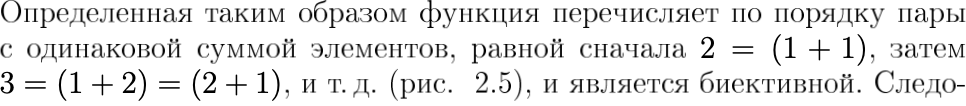 Определенная таким образом функция перечисляет по порядку пары
с одинаковой суммой элементов, равной сначала 2 = (1 + 1), затем
3 = (1 + 2) = (2 + 1), и т. д. (рис. 2.5), и является биективной. Следо-